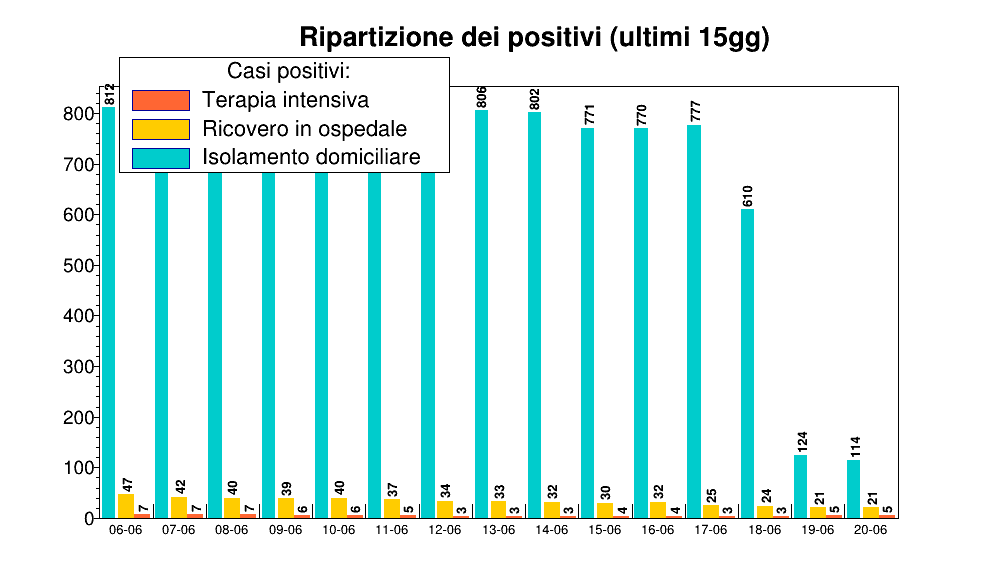 Ripartizione dei positivi (ultimi 15gg)
Casi positivi:
Terapia intensiva
Ricovero in ospedale
Isolamento domiciliare
812 806 802 771 770 777 610 124 114
47 42 40 39 40 37 34 33 32 30 32 25 24 21 21
7 7 7 6 6 5 3 3 3 4 4 3 3 5 5
800
700
600
500
400
300
200
100
0
06-06 07-06 08-06 09-06 10-06 11-06 12-06 13-06 14-06 15-06 16-06 17-06 18-06 19-06 20-06